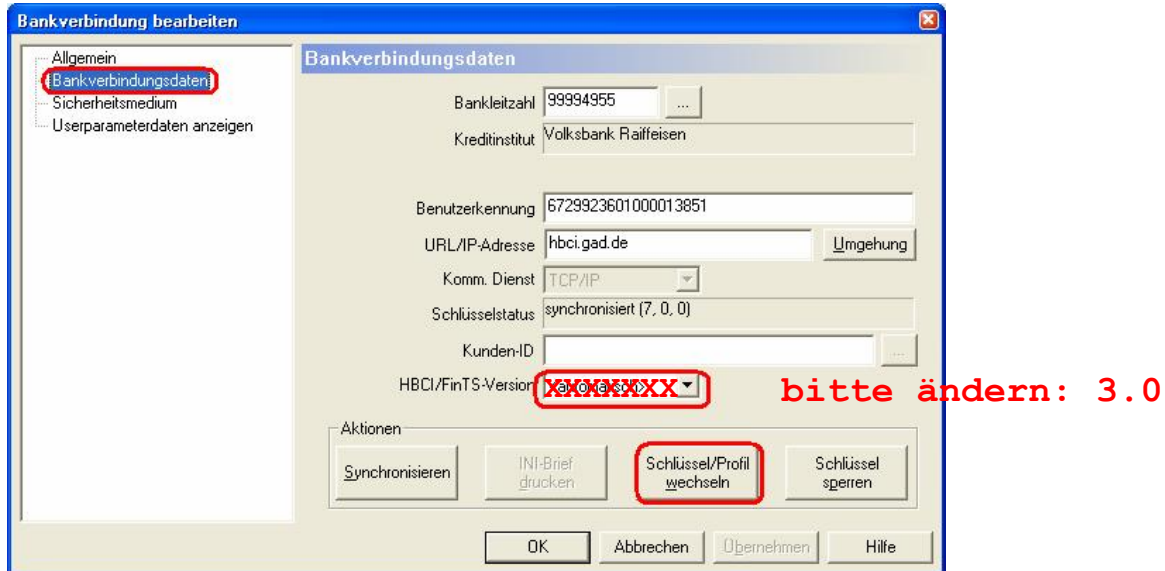 Bankverbindung bearbeiten
Allgemein
Bankverbindungsdaten
Sicherheitsmedium
Userparameterdaten anzeigen
Bankverbindungsdaten
Bankleitzahl 99994955 ...
Kreditinstitut Volksbank Raiffeisen
Benutzerkennung 6729923601000013851
URL/IP-Adresse hbci.gad.de Umgehung
Komm. Dienst TCP/IP
Schlüsselstatus synchronisiert (7, 0, 0)
Kunden-ID ...
HBCI/FinTS-Version XXXXXXX bitte ändern: 3.0
Aktionen
Synchronisieren
INI-Brief
drucken
Schlüssel/Profil
wechseln
Schlüssel
sperren
OK Abbrechen Übernehmen Hilfe